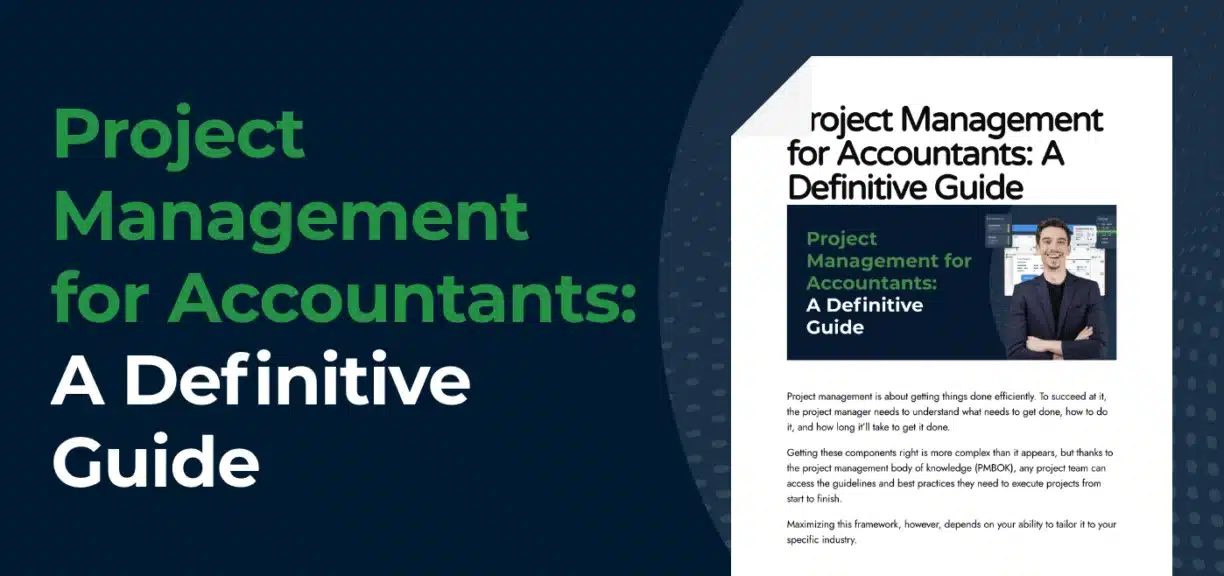 Project
Management
for Accountants:
A Definitive
Guide
roject Management
for Accountants: A
Definitive Guide
Project
Management for
Accountants:
A Definitive
Guide
Project management is about getting things done efficiently. To succeed at it,
the project manager needs to understand what needs to get done, how to do
it, and how long it'll take to get it done.
Getting these components right is more complex than it appears, but thanks to
the project management body of knowledge (PMBOK), any project team can
access the guidelines and best practices they need to execute projects from
start to finish.
Maximizing this framework, however, depends on your ability to tailor it to your
specific industry.